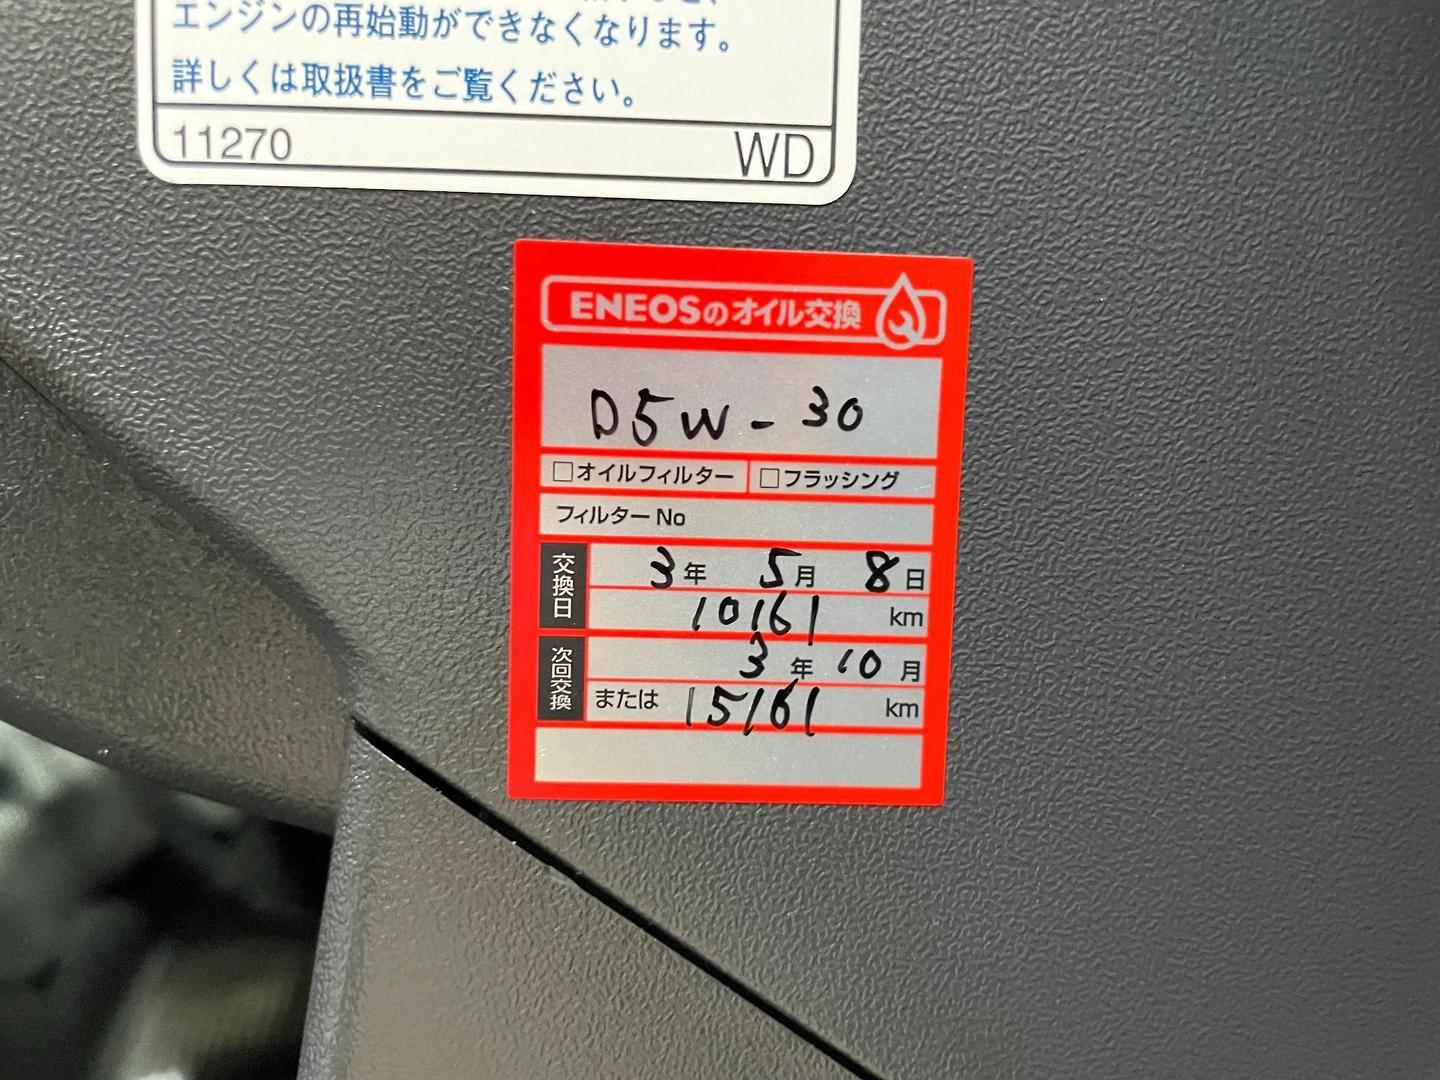 エンジンの再始動ができなくなります。
詳しくは取扱書をご覧ください。
11270 WD
ENEOSのオイル交換
D5W-30
□オイルフィルター □フラッシング
フィルターNo
交換日 3年 5月 8日
10161 km
次回交換 3年 10月
または 15161 km